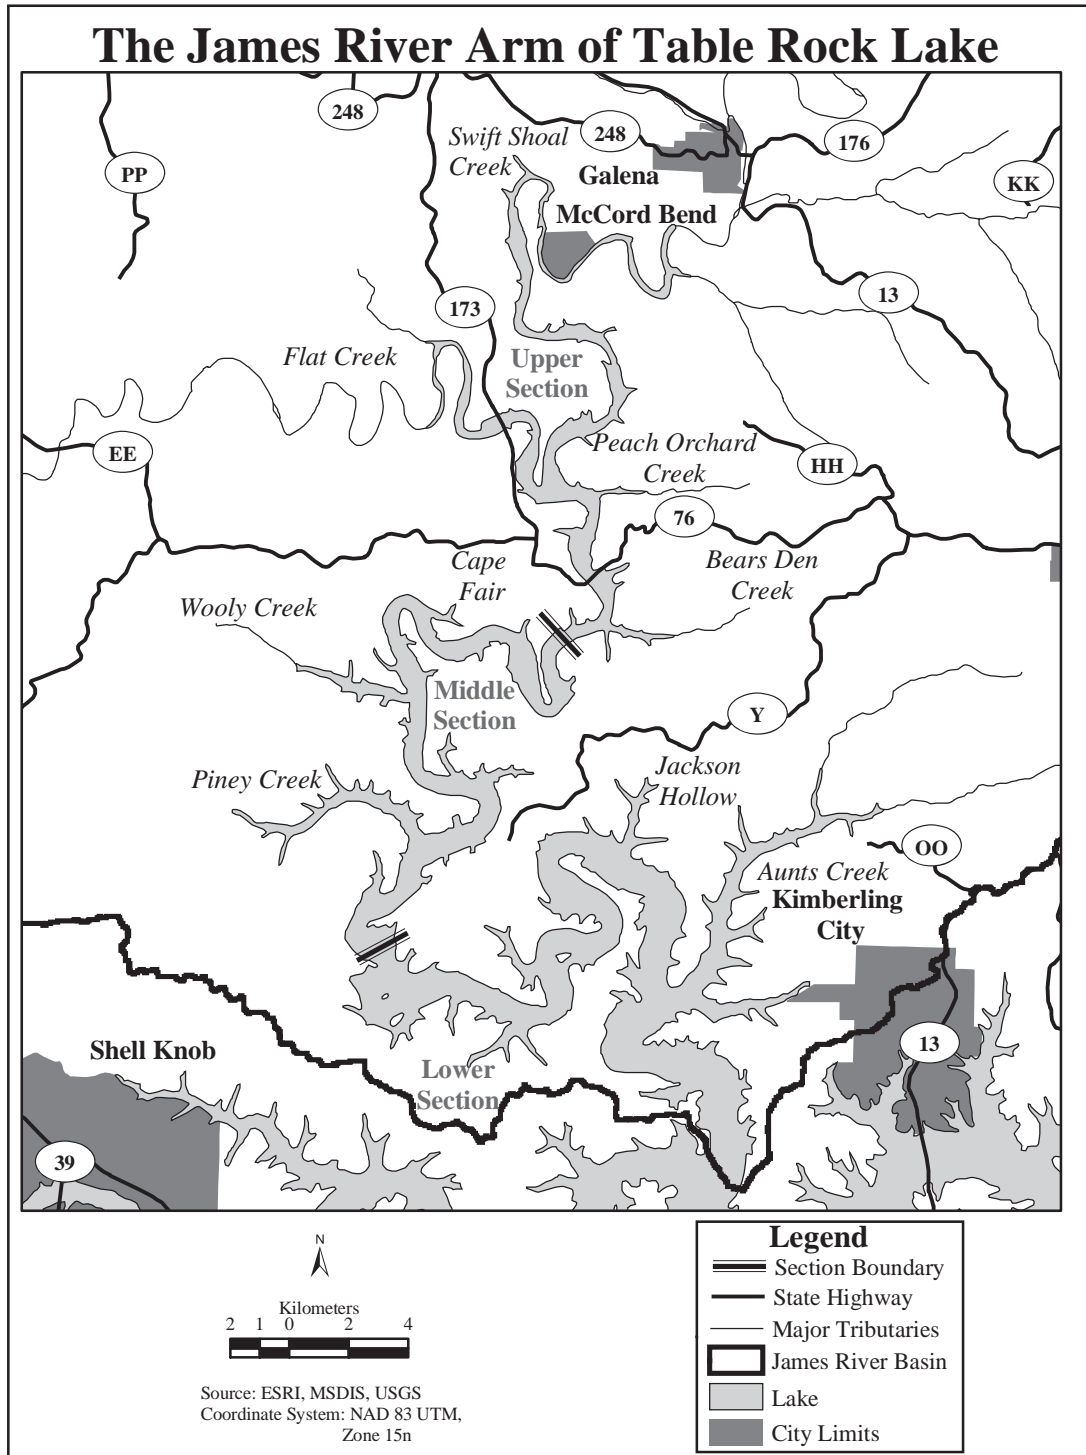 The James River Arm of Table Rock Lake
248
Swift Shoal
Creek
248
176
PP
Galena
KK
McCord Bend
173
13
Flat Creek
Upper
Section
EE
Peach Orchard
Creek
HH
76
Cape
Fair
Bears Den
Creek
Wooly Creek
Middle
Section
Y
Piney Creek
Jackson
Hollow
OO
Aunts Creek
Kimberling
City
Shell Knob
13
Lower
Section
39
N
Kilometers
2 1 0 2 4
Source: ESRI, MSDIS, USGS
Coordinate System: NAD 83 UTM,
Zone 15n
Legend
Section Boundary
State Highway
Major Tributaries
James River Basin
Lake
City Limits